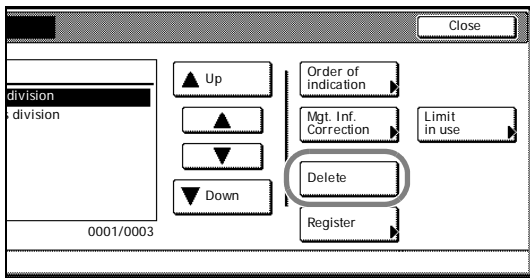 Close
Up
Order of
indication
division
s division
Mgt. Inf.
Correction
Limit
in use
Delete
Down
Register
0001/0003